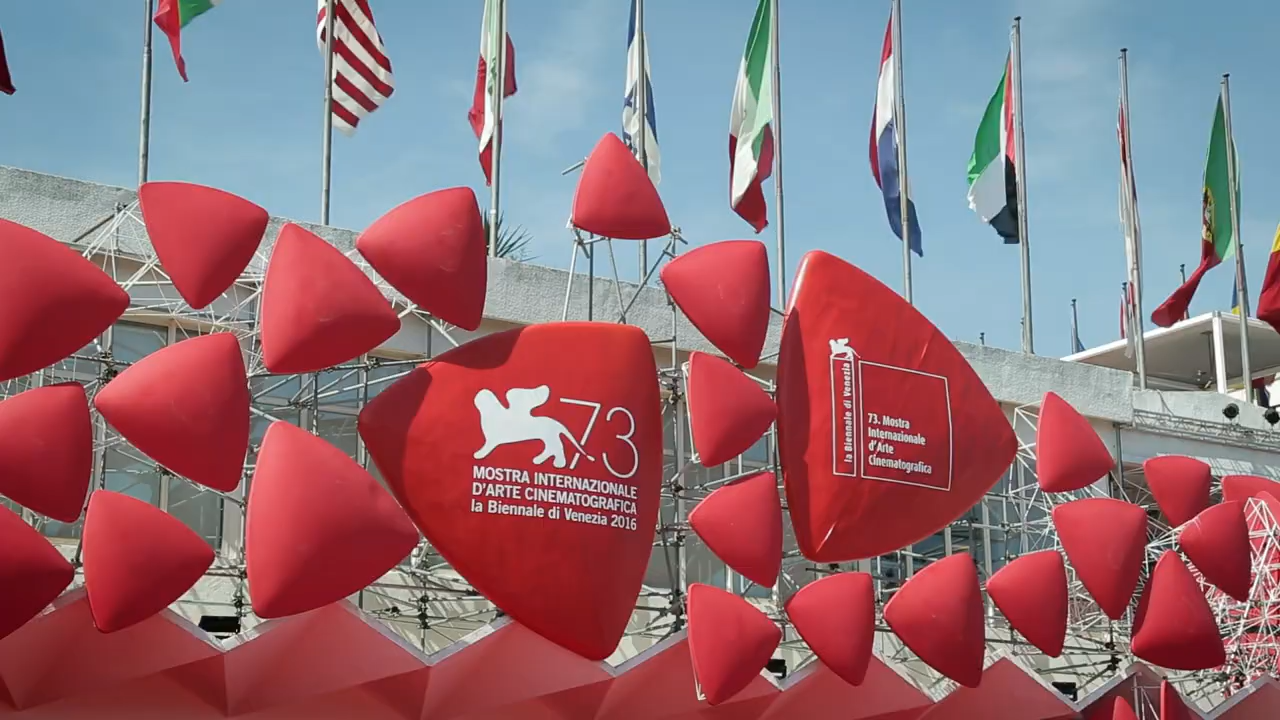 73
MOSTRA INTERNAZIONALE
D'ARTE CINEMATOGRAFICA
la Biennale di Venezia 2016
la Biennale di Venezia
73. Mostra
Internazionale
d'Arte
Cinematografica